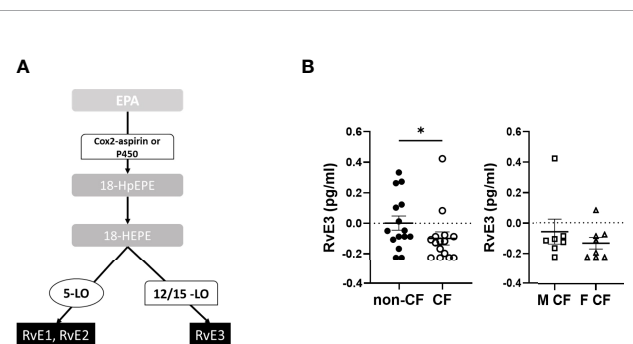 A
EPA
Cox2-aspirin or
P450
18-HpEPE
18-HEPE
5-LO
12/15 -LO
RvE1, RvE2
RvE3
B
RvE3 (pg/ml)
0.6
0.4
0.2
0.0
-0.2
-0.4
*
non-CF CF
RvE3 (pg/ml)
0.6
0.4
0.2
0.0
-0.2
-0.4
M CF F CF